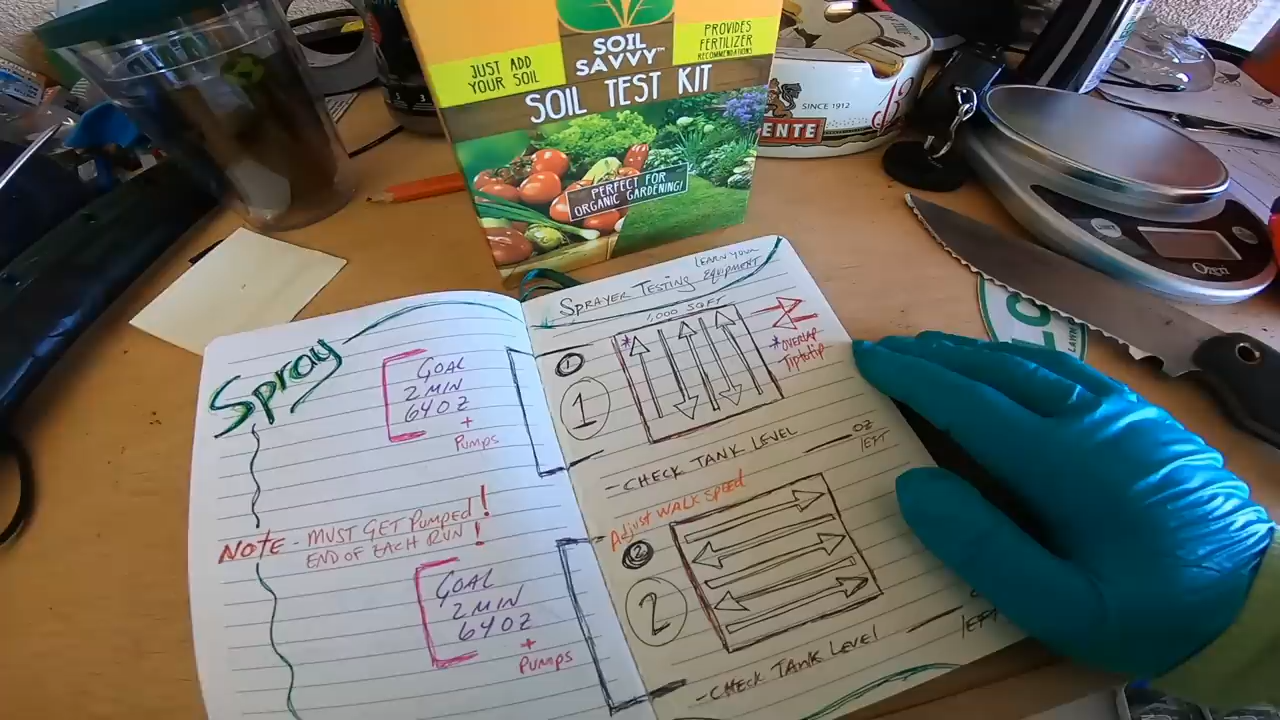 JUST ADD
YOUR SOIL
SOIL
SAVVY™
PROVIDES
FERTILIZER
RECOMMENDATIONS
SOIL TEST KIT
PERFECT FOR
ORGANIC GARDENING!
SINCE 1912
ENTE
Ozeri
Spray
GOAL
2 MIN
64 OZ
+
Pumps
NOTE - MUST GET PUMPED!
END OF EACH RUN!
GOAL
2 MIN
64 OZ
+
Pumps
SPRAYER TESTING
LEARN YOUR
EQUIPMENT
1,000 SQFT
1
1
*
*OVERLAP
Tip to tip
- CHECK TANK LEVEL
OZ
LEFT
Adjust WALK SPEED
2
2
- CHECK TANK LEVEL
LEFT